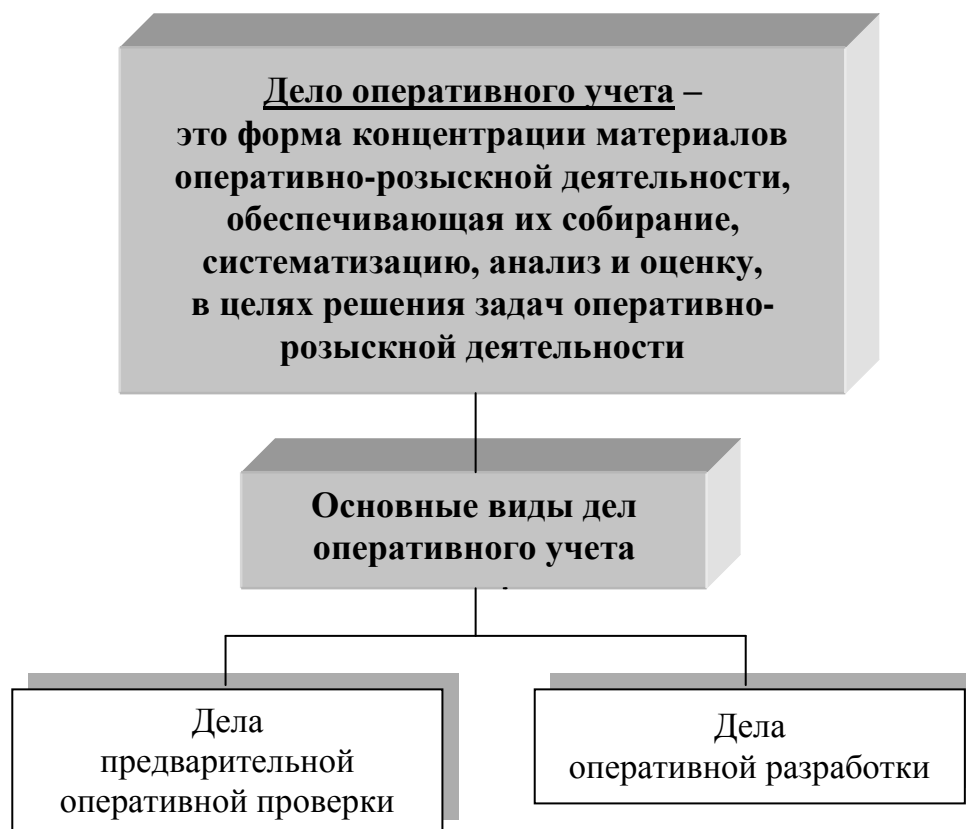 Дело оперативного учета –
это форма концентрации материалов
оперативно-розыскной деятельности,
обеспечивающая их собирание,
систематизацию, анализ и оценку,
в целях решения задач оперативно-
розыскной деятельности
Основные виды дел
оперативного учета
Дела
предварительной
оперативной проверки
Дела
оперативной разработки